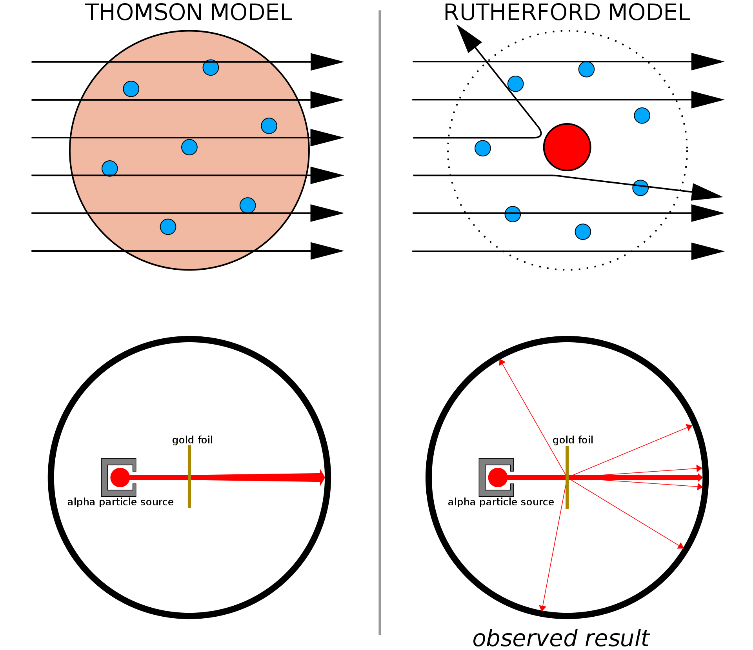 THOMSON MODEL
RUTHERFORD MODEL
gold foil
alpha particle source
gold foil
alpha particle source
observed result